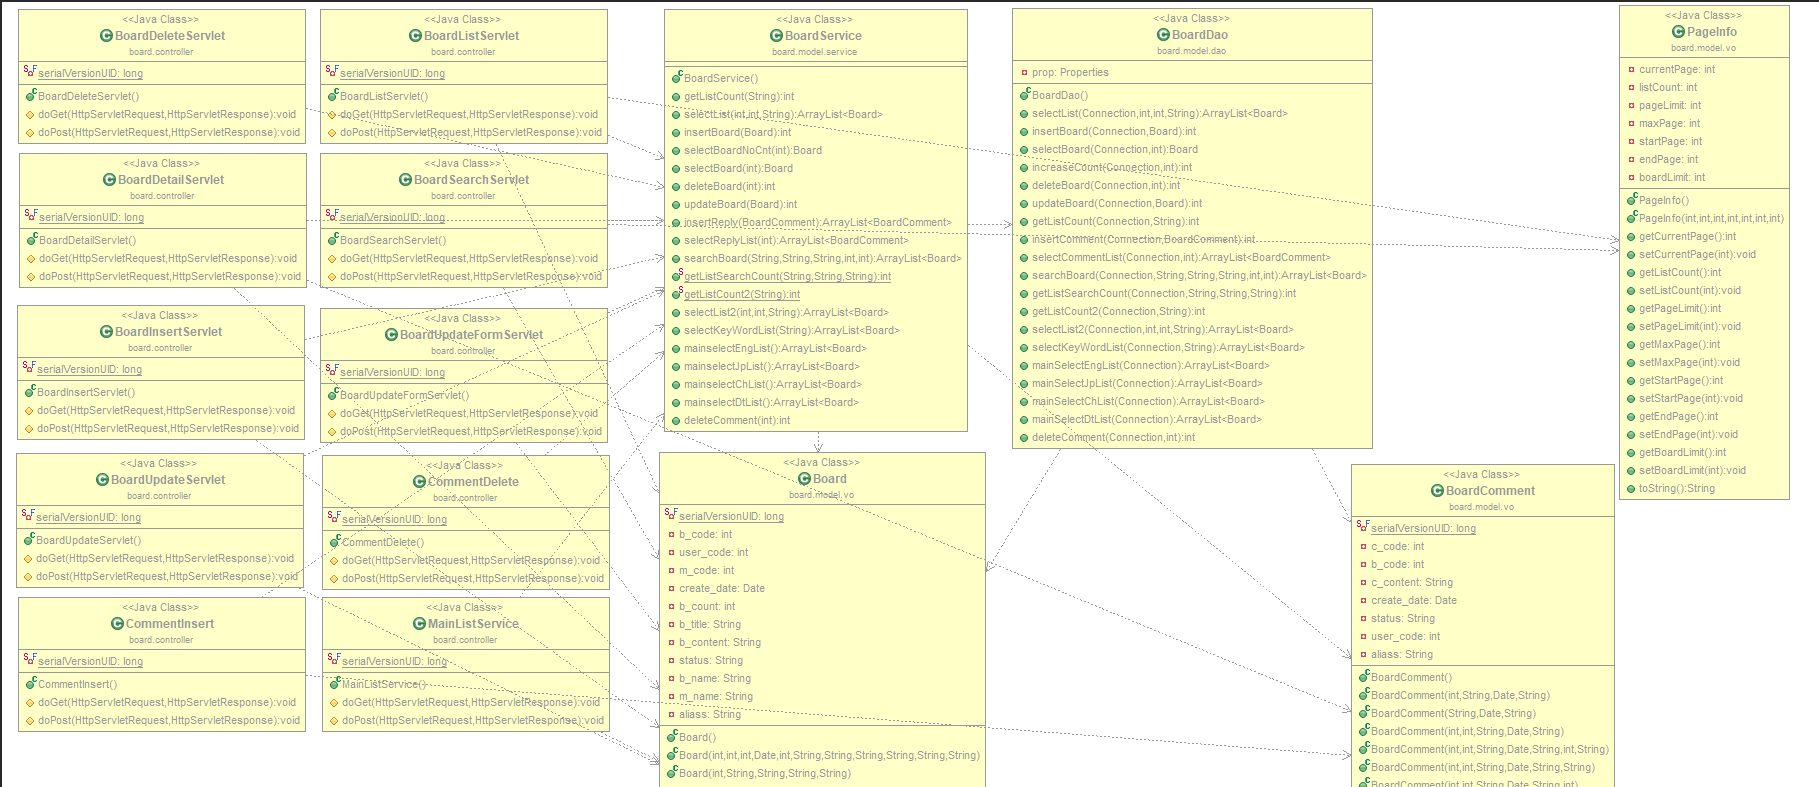 <<Java Class>>
BoardDeleteServlet
board.controller
serialVersionUID: long
BoardDeleteServlet()
doGet(HttpServletRequest,HttpServletResponse):void
doPost(HttpServletRequest,HttpServletResponse):void
<<Java Class>>
BoardListServlet
board.controller
serialVersionUID: long
BoardListServlet()
doGet(HttpServletRequest,HttpServletResponse):void
doPost(HttpServletRequest,HttpServletResponse):void
<<Java Class>>
BoardDetailServlet
board.controller
serialVersionUID: long
BoardDetailServlet()
doGet(HttpServletRequest,HttpServletResponse):void
doPost(HttpServletRequest,HttpServletResponse):void
<<Java Class>>
BoardSearchServlet
board.controller
serialVersionUID: long
BoardSearchServlet()
doGet(HttpServletRequest,HttpServletResponse):void
doPost(HttpServletRequest,HttpServletResponse):void
<<Java Class>>
BoardInsertServlet
board.controller
serialVersionUID: long
BoardInsertServlet()
doGet(HttpServletRequest,HttpServletResponse):void
doPost(HttpServletRequest,HttpServletResponse):void
<<Java Class>>
BoardUpdateFormServlet
board.controller
serialVersionUID: long
BoardUpdateFormServlet()
doGet(HttpServletRequest,HttpServletResponse):void
doPost(HttpServletRequest,HttpServletResponse):void
<<Java Class>>
BoardUpdateServlet
board.controller
serialVersionUID: long
BoardUpdateServlet()
doGet(HttpServletRequest,HttpServletResponse):void
doPost(HttpServletRequest,HttpServletResponse):void
<<Java Class>>
CommentDelete
board.controller
serialVersionUID: long
CommentDelete()
doGet(HttpServletRequest,HttpServletResponse):void
doPost(HttpServletRequest,HttpServletResponse):void
<<Java Class>>
CommentInsert
board.controller
serialVersionUID: long
CommentInsert()
doGet(HttpServletRequest,HttpServletResponse):void
doPost(HttpServletRequest,HttpServletResponse):void
<<Java Class>>
MainListService
board.controller
serialVersionUID: long
MainListService()
doGet(HttpServletRequest,HttpServletResponse):void
doPost(HttpServletRequest,HttpServletResponse):void
<<Java Class>>
BoardService
board.model.service
BoardService()
getListCount(String):int
selectList(int,int,String):ArrayList<Board>
insertBoard(Board):int
selectBoardNoCnt(int):Board
selectBoard(int):Board
deleteBoard(int):int
updateBoard(Board):int
insertReply(BoardComment):ArrayList<BoardComment>
selectReplyList(int):ArrayList<BoardComment>
searchBoard(String,String,String,int,int):ArrayList<Board>
getListSearchCount(String,String,String):int
getListCount2(String):int
selectList2(int,int,String):ArrayList<Board>
selectKeyWordList(String):ArrayList<Board>
mainselectEngList():ArrayList<Board>
mainselectJpList():ArrayList<Board>
mainselectChList():ArrayList<Board>
mainselectDtList():ArrayList<Board>
deleteComment(int):int
<<Java Class>>
Board
board.model.vo
serialVersionUID: long
b_code: int
user_code: int
m_code: int
create_date: Date
b_count: int
b_title: String
b_content: String
status: String
b_name: String
m_name: String
aliass: String
Board()
Board(int,int,int,Date,int,String,String,String,String,String,String)
Board(int,String,String,String,String)
<<Java Class>>
BoardDao
board.model.dao
prop: Properties
BoardDao()
selectList(Connection,int,int,String):ArrayList<Board>
insertBoard(Connection,Board):int
selectBoard(Connection,int):Board
increaseCount(Connection,int):int
deleteBoard(Connection,int):int
updateBoard(Connection,Board):int
getListCount(Connection,String):int
insertComment(Connection,BoardComment):int
selectCommentList(Connection,int):ArrayList<BoardComment>
searchBoard(Connection,String,String,String,int,int):ArrayList<Board>
getListSearchCount(Connection,String,String,String):int
getListCount2(Connection,String):int
selectList2(Connection,int,int,String):ArrayList<Board>
selectKeyWordList(Connection,String):ArrayList<Board>
mainSelectEngList(Connection):ArrayList<Board>
mainSelectJpList(Connection):ArrayList<Board>
mainSelectChList(Connection):ArrayList<Board>
mainSelectDtList(Connection):ArrayList<Board>
deleteComment(Connection,int):int
<<Java Class>>
BoardComment
board.model.vo
serialVersionUID: long
c_code: int
b_code: int
c_content: String
create_date: Date
status: String
user_code: int
aliass: String
BoardComment()
BoardComment(int,String,Date,String)
BoardComment(String,Date,String)
BoardComment(int,int,String,Date,String)
BoardComment(int,int,String,Date,String,int,String)
BoardComment(int,int,String,Date,String,String)
BoardComment(int,int,String,Date,String,int)
<<Java Class>>
PageInfo
board.model.vo
currentPage: int
listCount: int
pageLimit: int
maxPage: int
startPage: int
endPage: int
boardLimit: int
PageInfo()
PageInfo(int,int,int,int,int,int,int)
getCurrentPage():int
setCurrentPage(int):void
getListCount():int
setListCount(int):void
getPageLimit():int
setPageLimit(int):void
getMaxPage():int
setMaxPage(int):void
getStartPage():int
setStartPage(int):void
getEndPage():int
setEndPage(int):void
getBoardLimit():int
setBoardLimit(int):void
toString():String